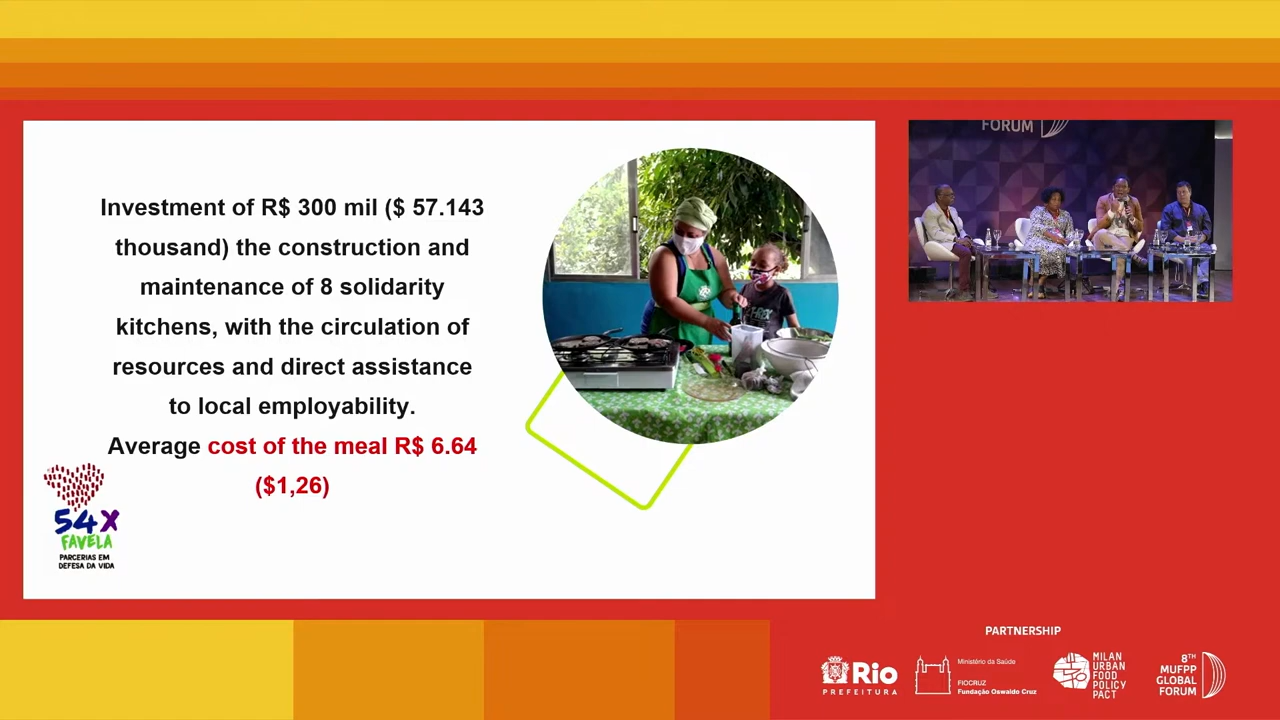 FORUM
Investment of R$ 300 mil ($ 57.143
thousand) the construction and
maintenance of 8 solidarity
kitchens, with the circulation of
resources and direct assistance
to local employability.
Average cost of the meal R$ 6.64
($1,26)
54x
FAVELA
PARCERIAS EM
DEFESA DA VIDA
PARTNERSHIP
Rio
PREFEITURA
Ministério da Saúde
FIOCRUZ
Fundação Oswaldo Cruz
MILAN
URBAN
FOOD
POLICY
PACT
8TH
MUFPP
GLOBAL
FORUM